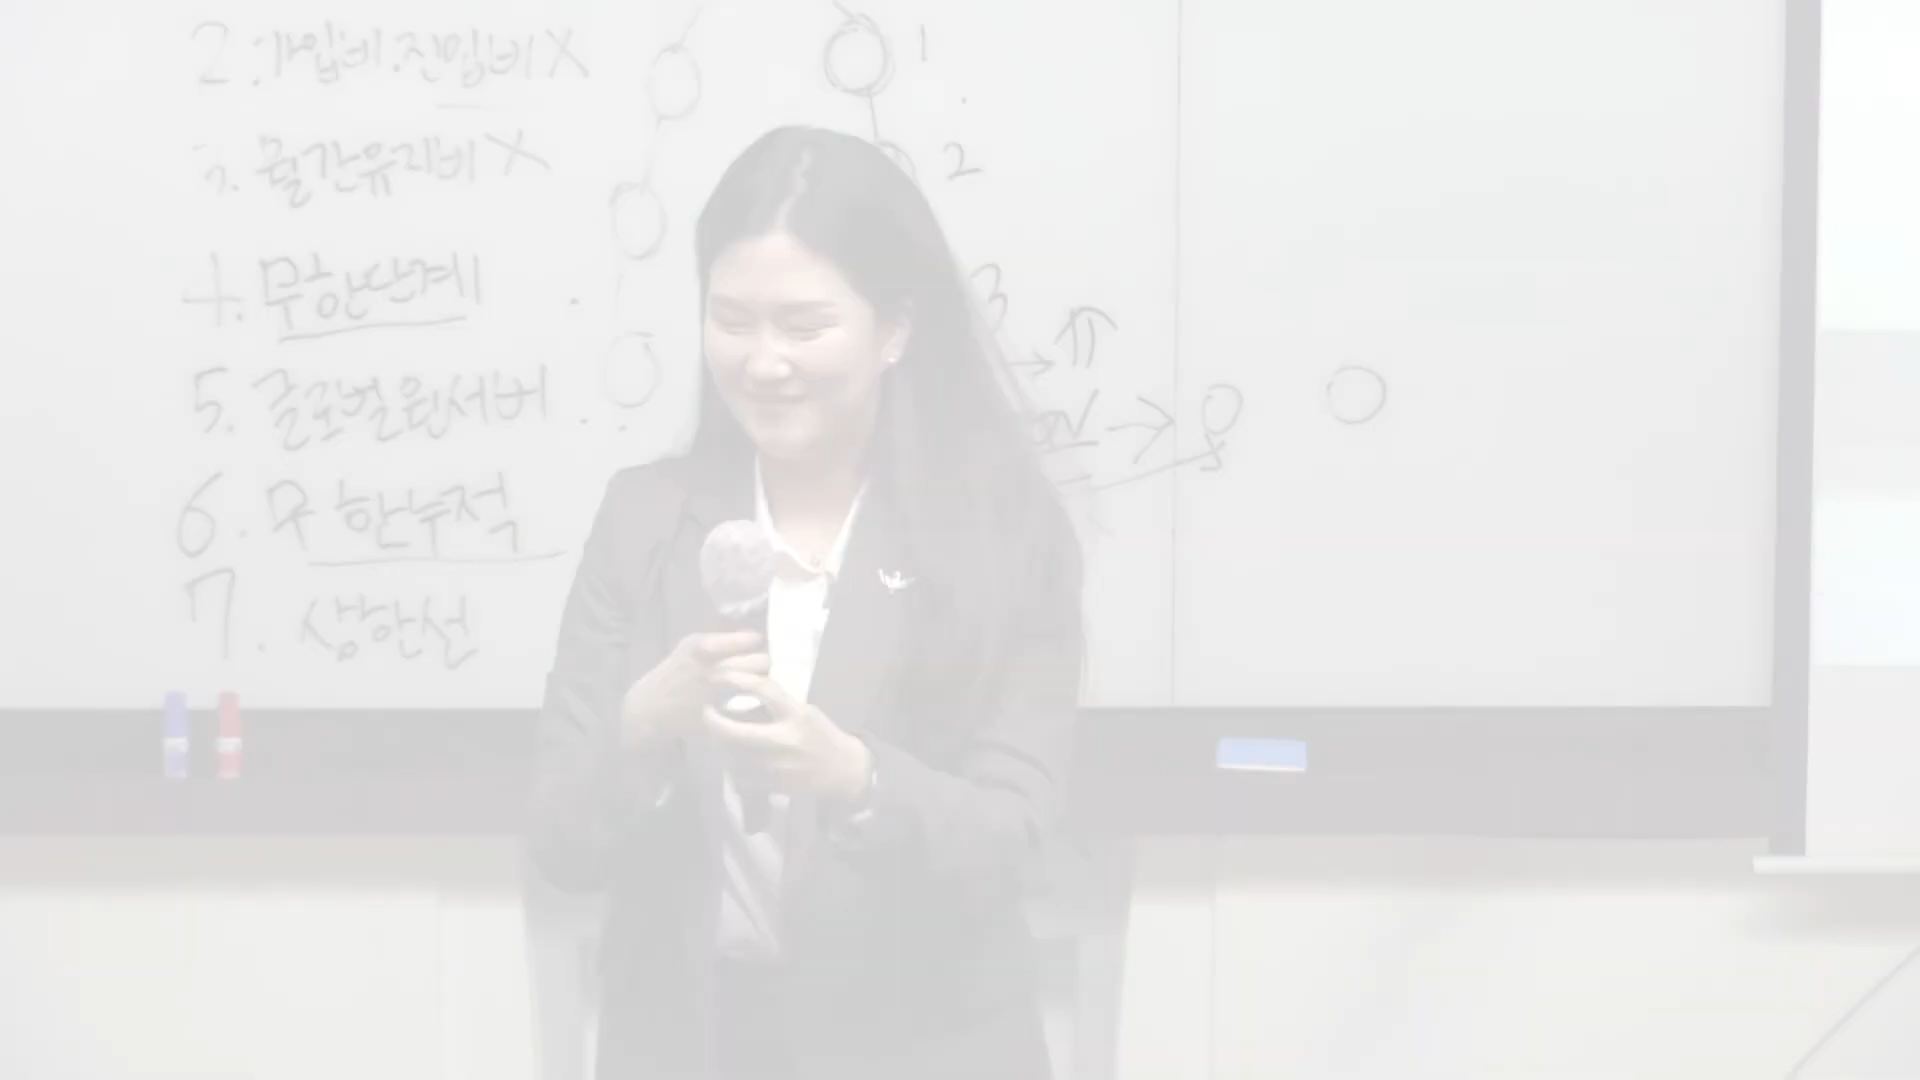 2. 가입비.진입비 X
3. 월간유지비 X
4. 무한단계
5. 글로벌원서버
6. 무한누적
7. 상한선
1
2
3